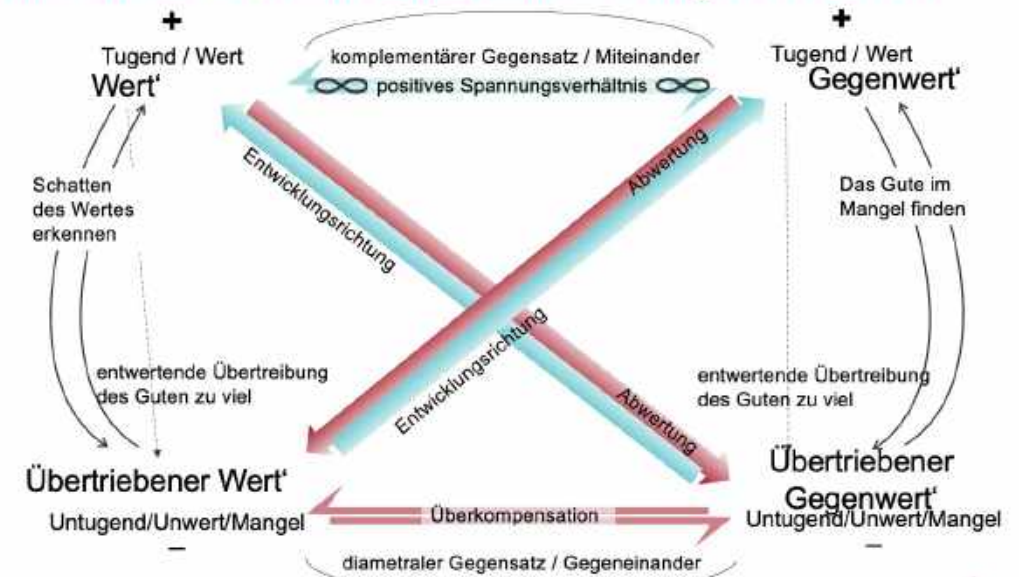 +
Tugend / Wert
Wert‘
komplementärer Gegensatz / Miteinander
positives Spannungsverhältnis
+
Tugend / Wert
Gegenwert‘
Schatten
des Wertes
erkennen
Entwicklungsrichtung
Abwertung
Das Gute im
Mangel finden
entwertende Übertreibung
des Guten zu viel
Entwicklungsrichtung
Abwertung
entwertende Übertreibung
des Guten zu viel
Übertriebener Wert‘
Untugend/Unwert/Mangel
–
Überkompensation
diametraler Gegensatz / Gegeneinander
Übertriebener
Gegenwert‘
Untugend/Unwert/Mangel
–